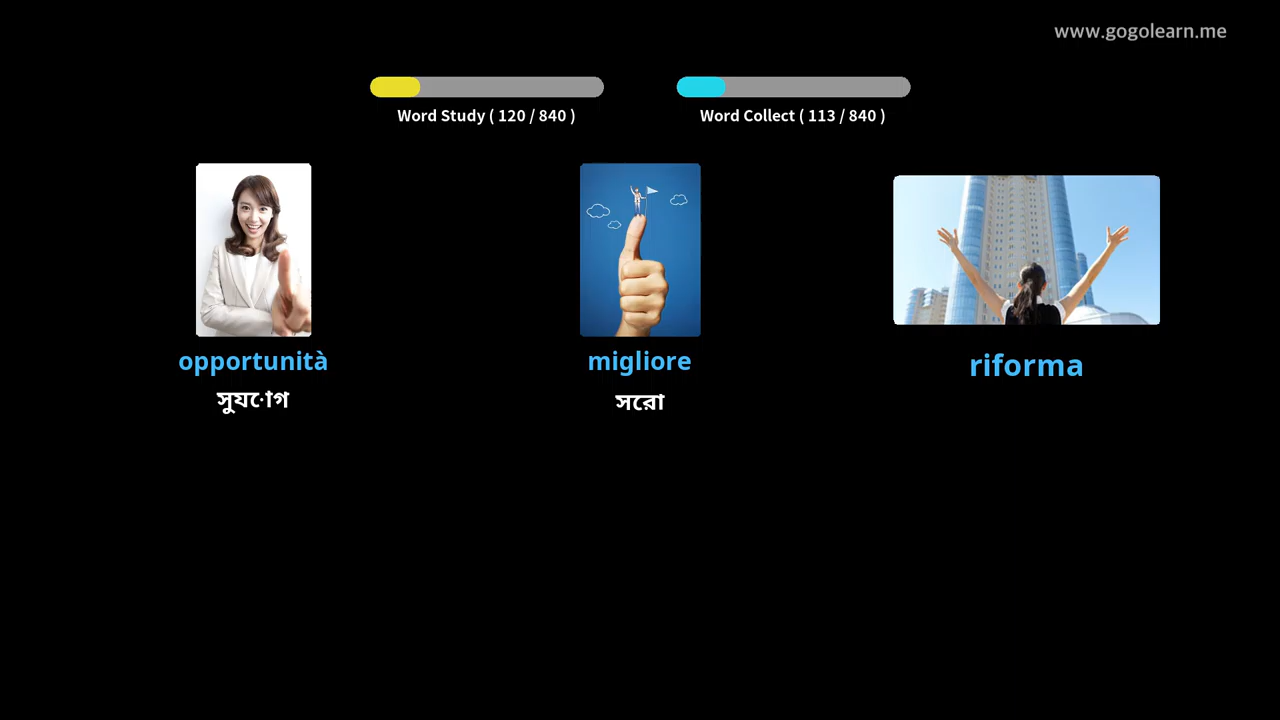 www.gogolearn.me
Word Study ( 120 / 840 )
Word Collect ( 113 / 840 )
opportunità
migliore
riforma
সুযোগ
সেরা